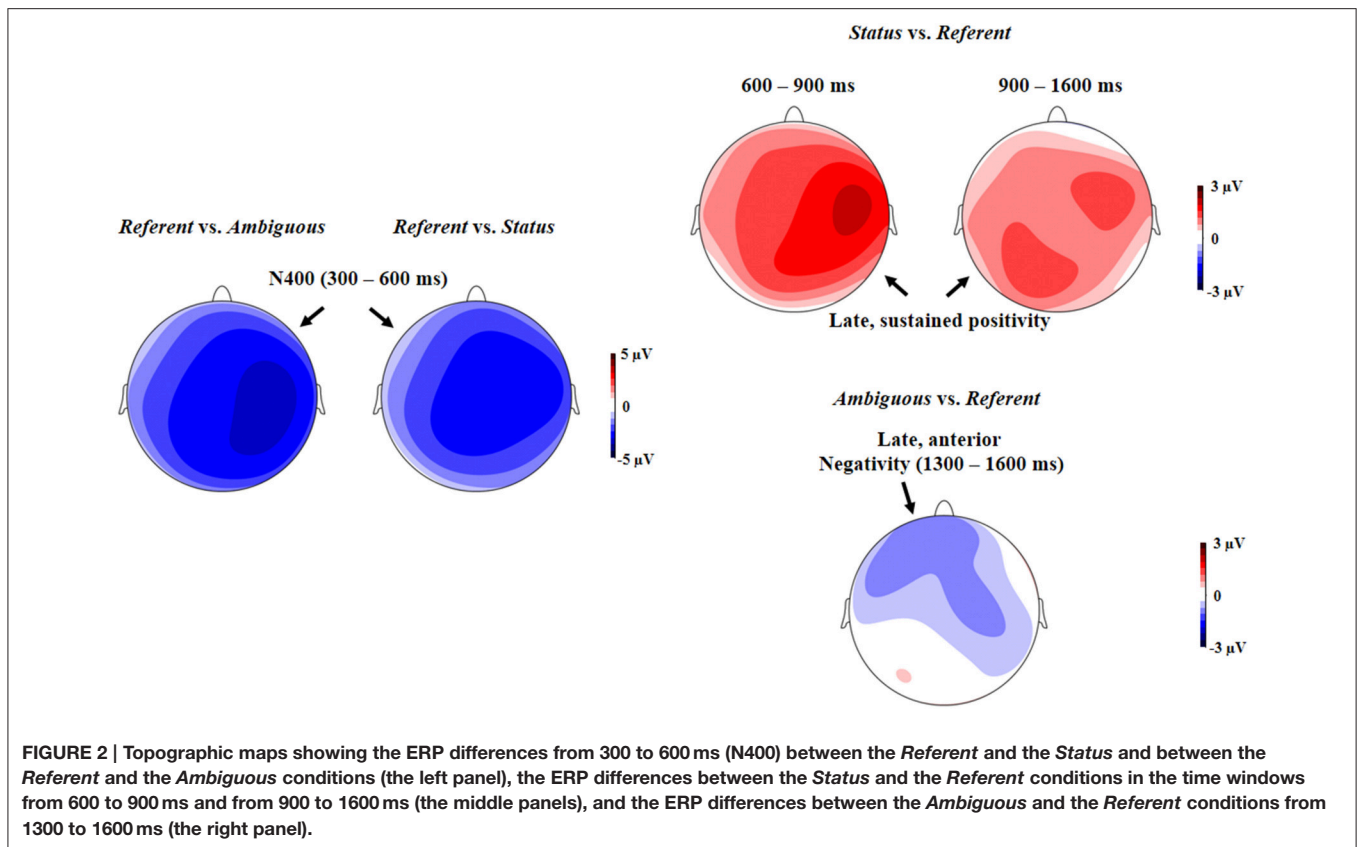 Status vs. Referent
600 – 900 ms
900 – 1600 ms
3 µV
0
-3 µV
Late, sustained positivity
Referent vs. Ambiguous
Referent vs. Status
N400 (300 – 600 ms)
5 µV
0
-5 µV
Ambiguous vs. Referent
Late, anterior
Negativity (1300 – 1600 ms)
3 µV
0
-3 µV
FIGURE 2 | Topographic maps showing the ERP differences from 300 to 600 ms (N400) between the Referent and the Status and between the
Referent and the Ambiguous conditions (the left panel), the ERP differences between the Status and the Referent conditions in the time windows
from 600 to 900 ms and from 900 to 1600 ms (the middle panels), and the ERP differences between the Ambiguous and the Referent conditions from
1300 to 1600 ms (the right panel).